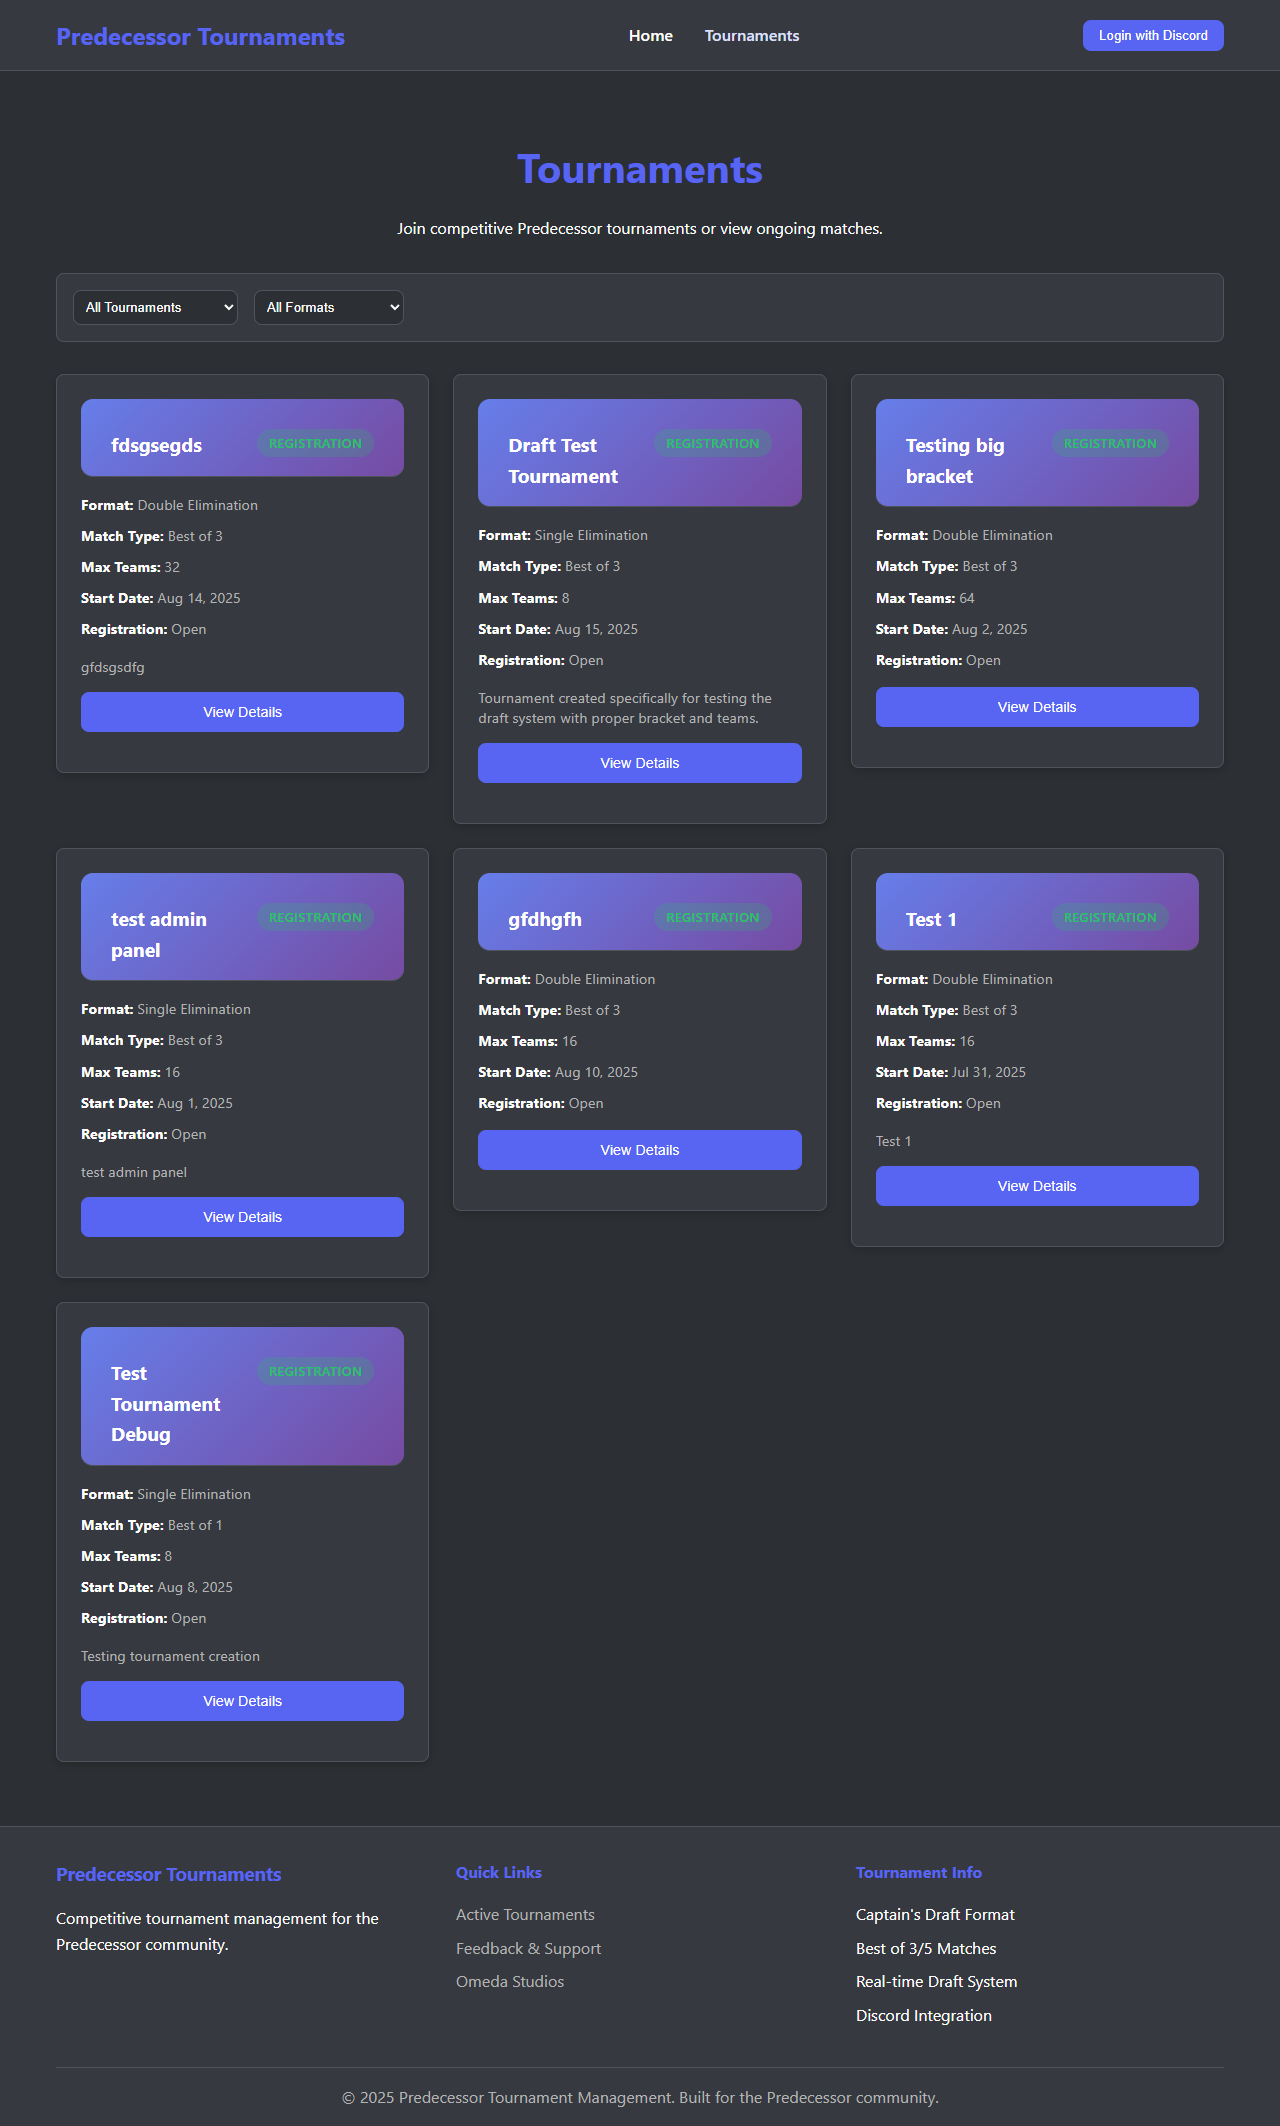 Predecessor Tournaments
Home
Tournaments
Login with Discord
Tournaments
Join competitive Predecessor tournaments or view ongoing matches.
All Tournaments
All Formats
fdsgsegds
REGISTRATION
Format: Double Elimination
Match Type: Best of 3
Max Teams: 32
Start Date: Aug 14, 2025
Registration: Open
gfdsgsdfg
View Details
Draft Test
Tournament
REGISTRATION
Format: Single Elimination
Match Type: Best of 3
Max Teams: 8
Start Date: Aug 15, 2025
Registration: Open
Tournament created specifically for testing the
draft system with proper bracket and teams.
View Details
Testing big
bracket
REGISTRATION
Format: Double Elimination
Match Type: Best of 3
Max Teams: 64
Start Date: Aug 2, 2025
Registration: Open
View Details
test admin
panel
REGISTRATION
Format: Single Elimination
Match Type: Best of 3
Max Teams: 16
Start Date: Aug 1, 2025
Registration: Open
test admin panel
View Details
gfdhgfh
REGISTRATION
Format: Double Elimination
Match Type: Best of 3
Max Teams: 16
Start Date: Aug 10, 2025
Registration: Open
View Details
Test 1
REGISTRATION
Format: Double Elimination
Match Type: Best of 3
Max Teams: 16
Start Date: Jul 31, 2025
Registration: Open
Test 1
View Details
Test
Tournament
Debug
REGISTRATION
Format: Single Elimination
Match Type: Best of 1
Max Teams: 8
Start Date: Aug 8, 2025
Registration: Open
Testing tournament creation
View Details
Predecessor Tournaments
Competitive tournament management for the
Predecessor community.
Quick Links
Active Tournaments
Feedback & Support
Omeda Studios
Tournament Info
Captain's Draft Format
Best of 3/5 Matches
Real-time Draft System
Discord Integration
© 2025 Predecessor Tournament Management. Built for the Predecessor community.